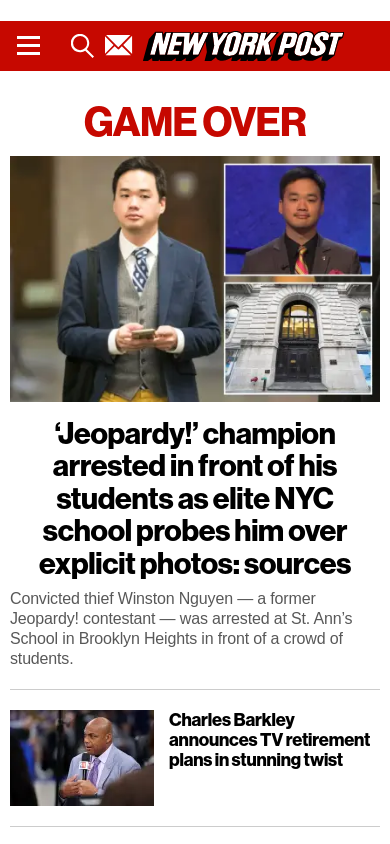 NEW YORK POST
GAME OVER
‘Jeopardy!’ champion
arrested in front of his
students as elite NYC
school probes him over
explicit photos: sources
Convicted thief Winston Nguyen — a former
Jeopardy! contestant — was arrested at St. Ann’s
School in Brooklyn Heights in front of a crowd of
students.
Charles Barkley
announces TV retirement
plans in stunning twist